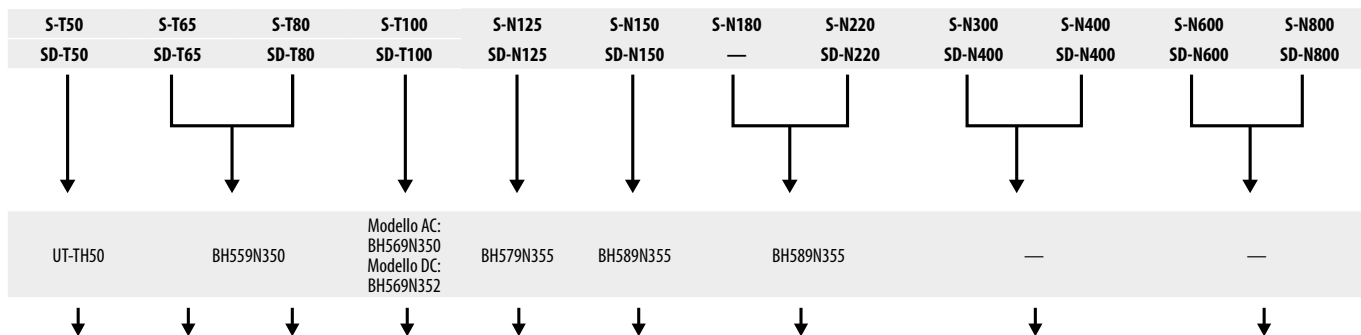 S-T50 S-T65 S-T80 S-T100 S-N125 S-N150 S-N180 S-N220 S-N300 S-N400 S-N600 S-N800
SD-T50 SD-T65 SD-T80 SD-T100 SD-N125 SD-N150 — SD-N220 SD-N400 SD-N400 SD-N600 SD-N800
UT-TH50
BH559N350
Modello AC:
BH569N350
Modello DC:
BH569N352
BH579N355
BH589N355
BH589N355
—
—